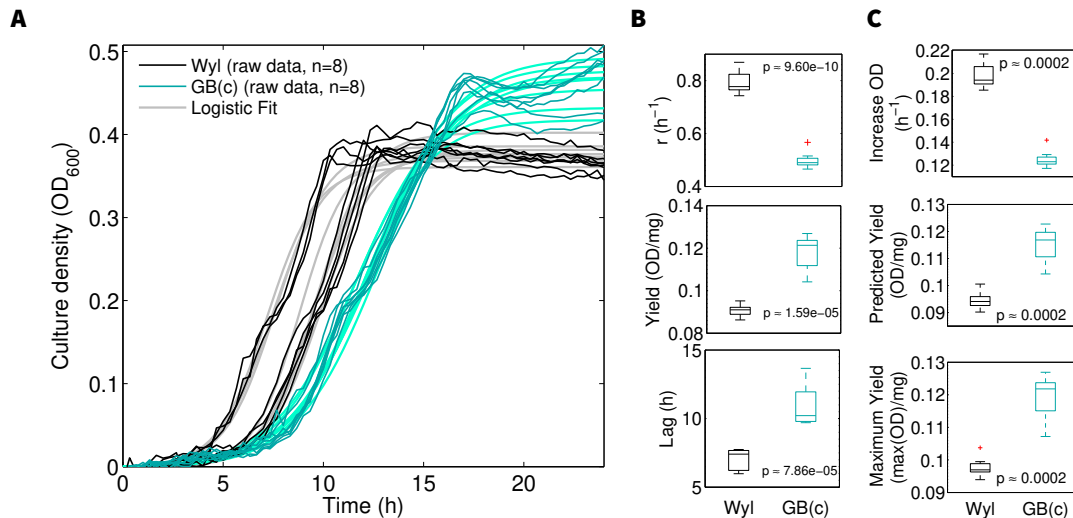 A
Culture density (OD600)
0.5
0.4
0.3
0.2
0.1
0
Wyl (raw data, n=8)
GB(c) (raw data, n=8)
Logistic Fit
0 5 10 15 20
Time (h)
B
r (h−1)
0.8
0.6
0.4
p = 9.60e−10
Yield (OD/mg)
0.14
0.12
0.1
0.08
p ≈ 1.59e−05
Lag (h)
15
10
5
p = 7.86e−05
Wyl GB(c)
C
Increase OD
(h−1)
0.22
0.2
0.18
0.16
0.14
0.12
p ≈ 0.0002
Predicted Yield
(OD/mg)
0.13
0.12
0.11
0.1
0.09
p ≈ 0.0002
Maximum Yield
(max(OD)/mg)
0.13
0.12
0.11
0.1
0.09
p ≈ 0.0002
Wyl GB(c)